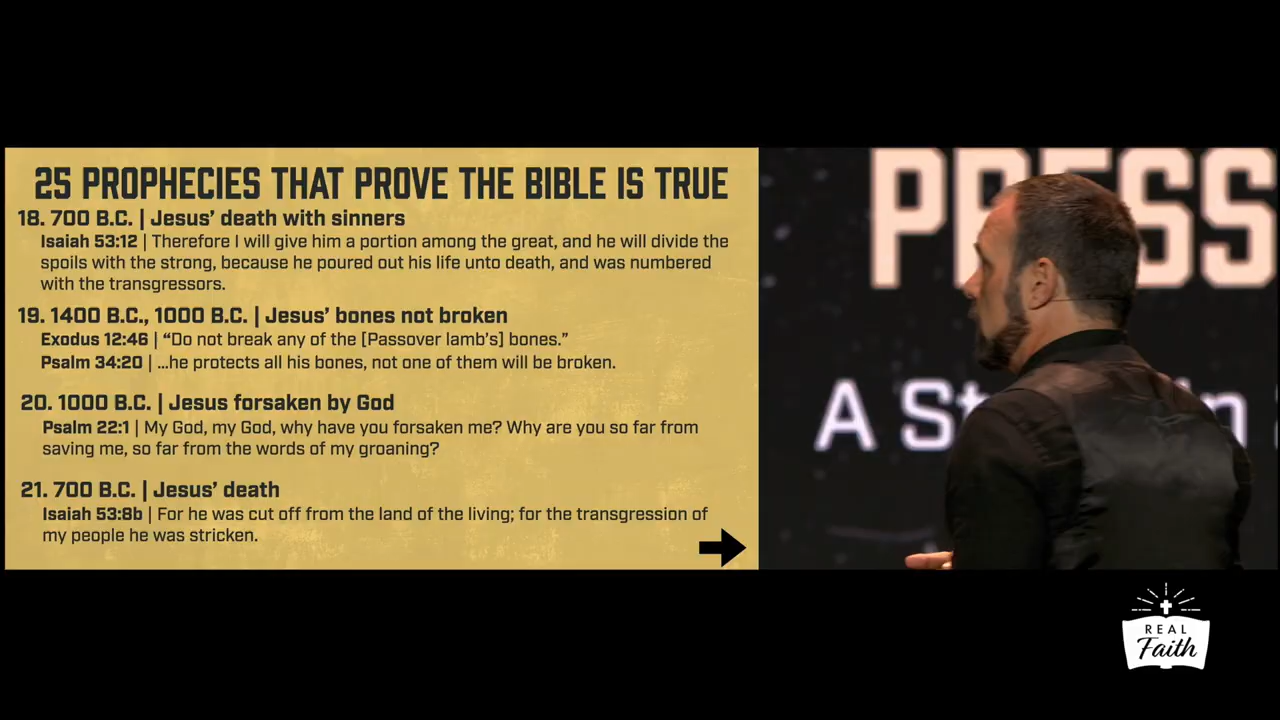 25 PROPHECIES THAT PROVE THE BIBLE IS TRUE
18. 700 B.C. | Jesus’ death with sinners
Isaiah 53:12 | Therefore I will give him a portion among the great, and he will divide the
spoils with the strong, because he poured out his life unto death, and was numbered
with the transgressors.
19. 1400 B.C., 1000 B.C. | Jesus’ bones not broken
Exodus 12:46 | “Do not break any of the [Passover lamb’s] bones.”
Psalm 34:20 | ...he protects all his bones, not one of them will be broken.
20. 1000 B.C. | Jesus forsaken by God
Psalm 22:1 | My God, my God, why have you forsaken me? Why are you so far from
saving me, so far from the words of my groaning?
21. 700 B.C. | Jesus’ death
Isaiah 53:8b | For he was cut off from the land of the living; for the transgression of
my people he was stricken.
PRESS
A
REAL
Faith